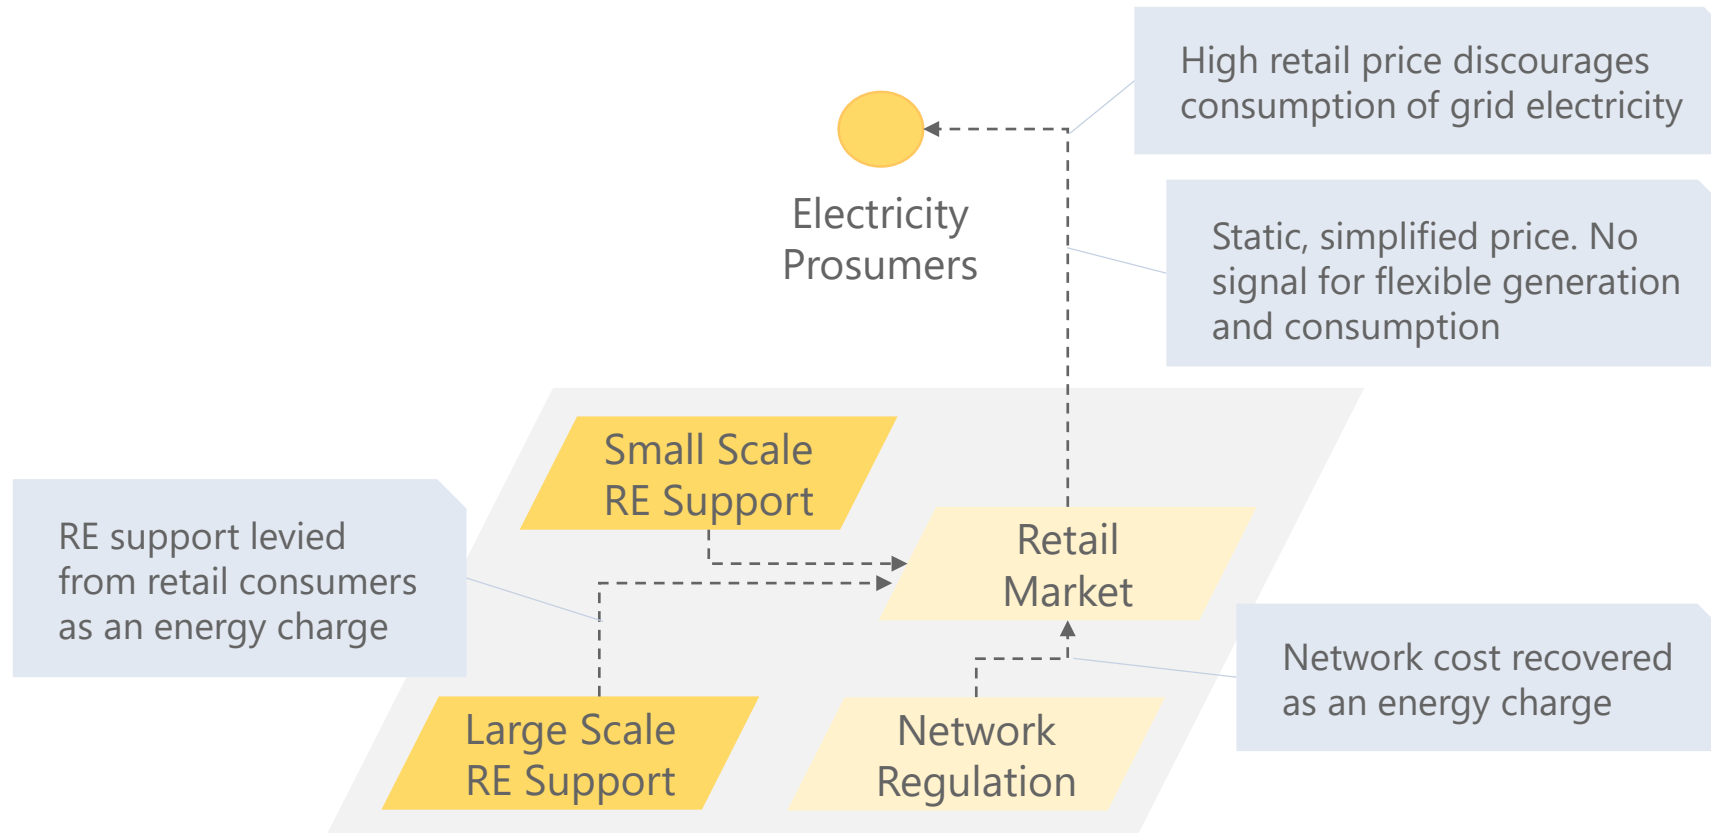 High retail price discourages
consumption of grid electricity
Electricity
Prosumers
Static, simplified price. No
signal for flexible generation
and consumption
Small Scale
RE Support
RE support levied
from retail consumers
as an energy charge
Retail
Market
Network cost recovered
as an energy charge
Large Scale
RE Support
Network
Regulation